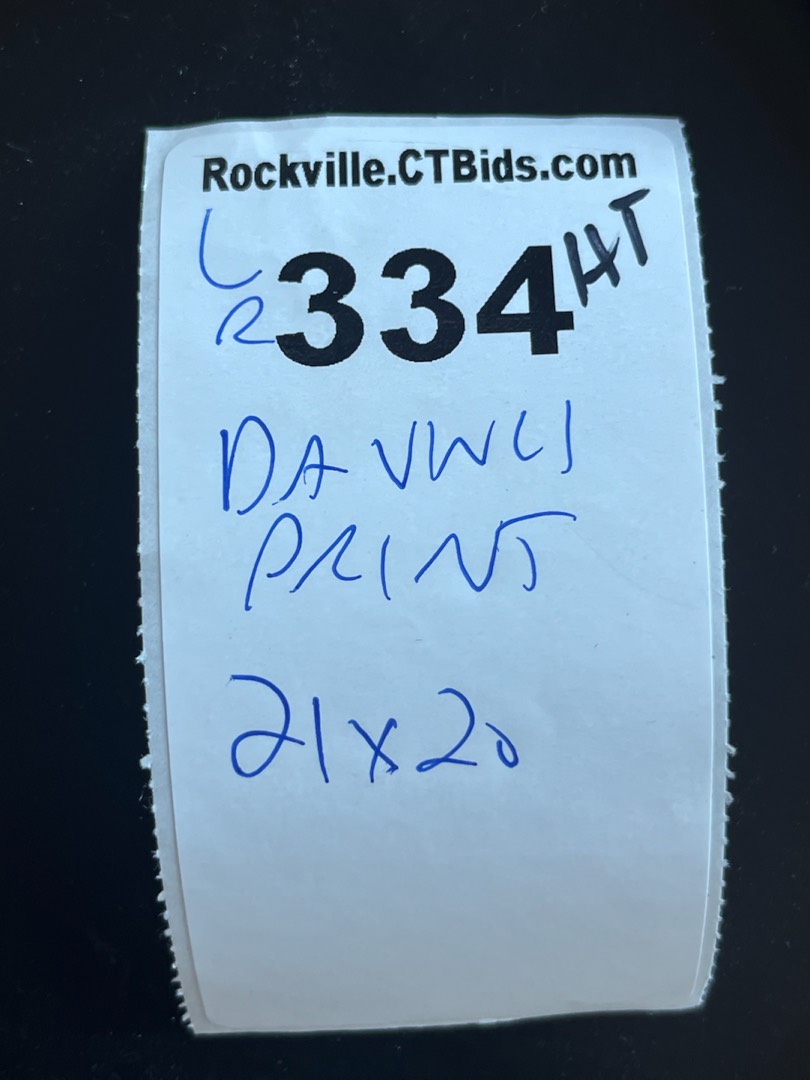 Rockville.CTBids.com
LR 334 HT
DA VINCI
PRINT
21x20